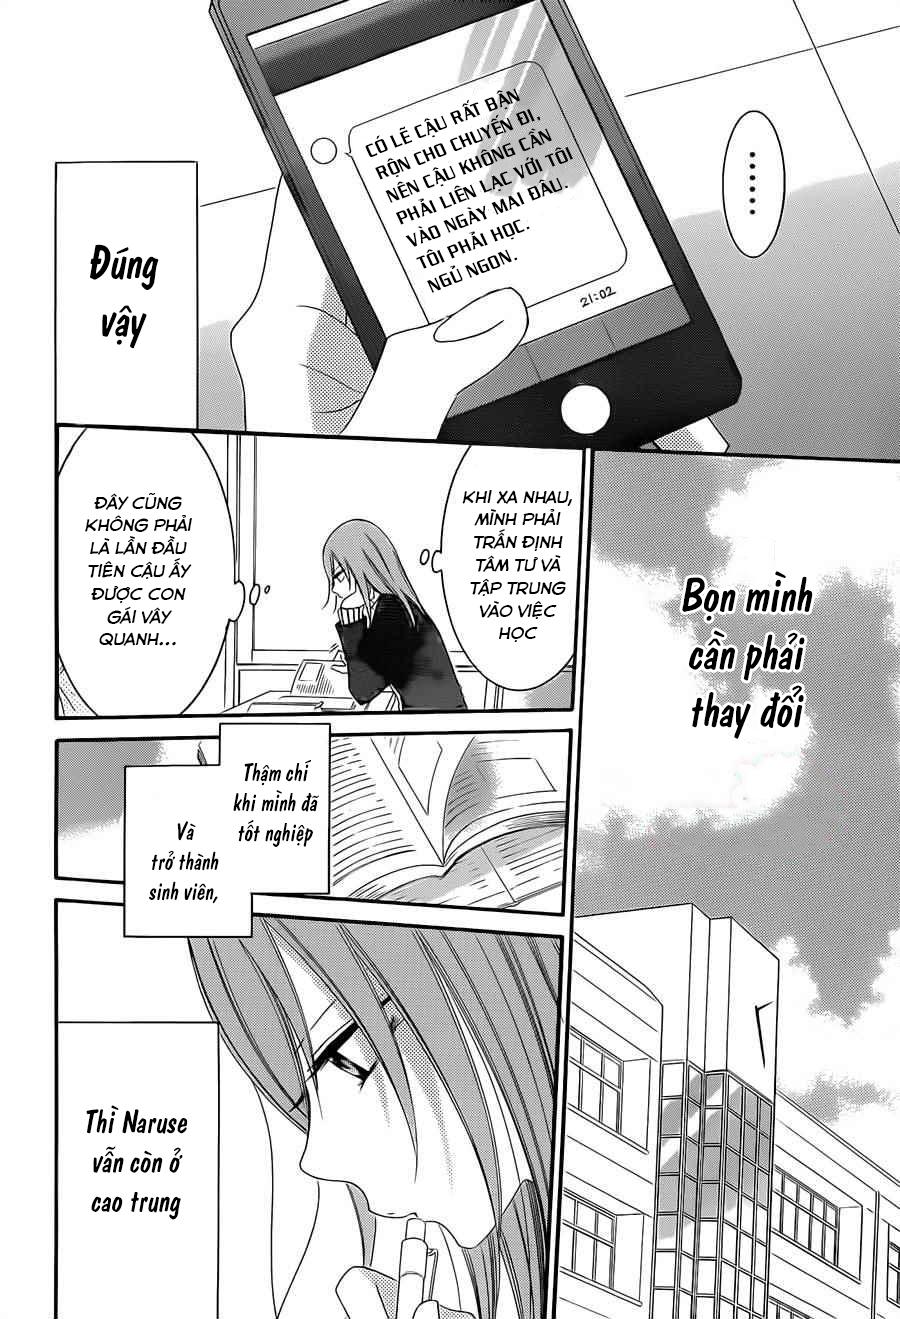 CÓ LẼ CẬU RẤT BẬN
RỘN CHO CHUYẾN ĐI,
NÊN CẬU KHÔNG CẦN
PHẢI LIÊN LẠC VỚI TÔI
VÀO NGÀY MAI ĐÂU.
TÔI PHẢI HỌC.
NGỦ NGON.
21:02
......
Đúng
vậy
Bọn mình
cần phải
thay đổi
KHI XA NHAU,
MÌNH PHẢI
TRẤN ĐỊNH
TÂM TƯ VÀ
TẬP TRUNG
VÀO VIỆC
HỌC
ĐÂY CŨNG
KHÔNG PHẢI
LÀ LẦN ĐẦU
TIÊN CẬU ẤY
ĐƯỢC CON
GÁI VÂY
QUANH...
Thậm chí
khi mình đã
tốt nghiệp
Và
trở thành
sinh viên,
Thì Naruse
vẫn còn ở
cao trung